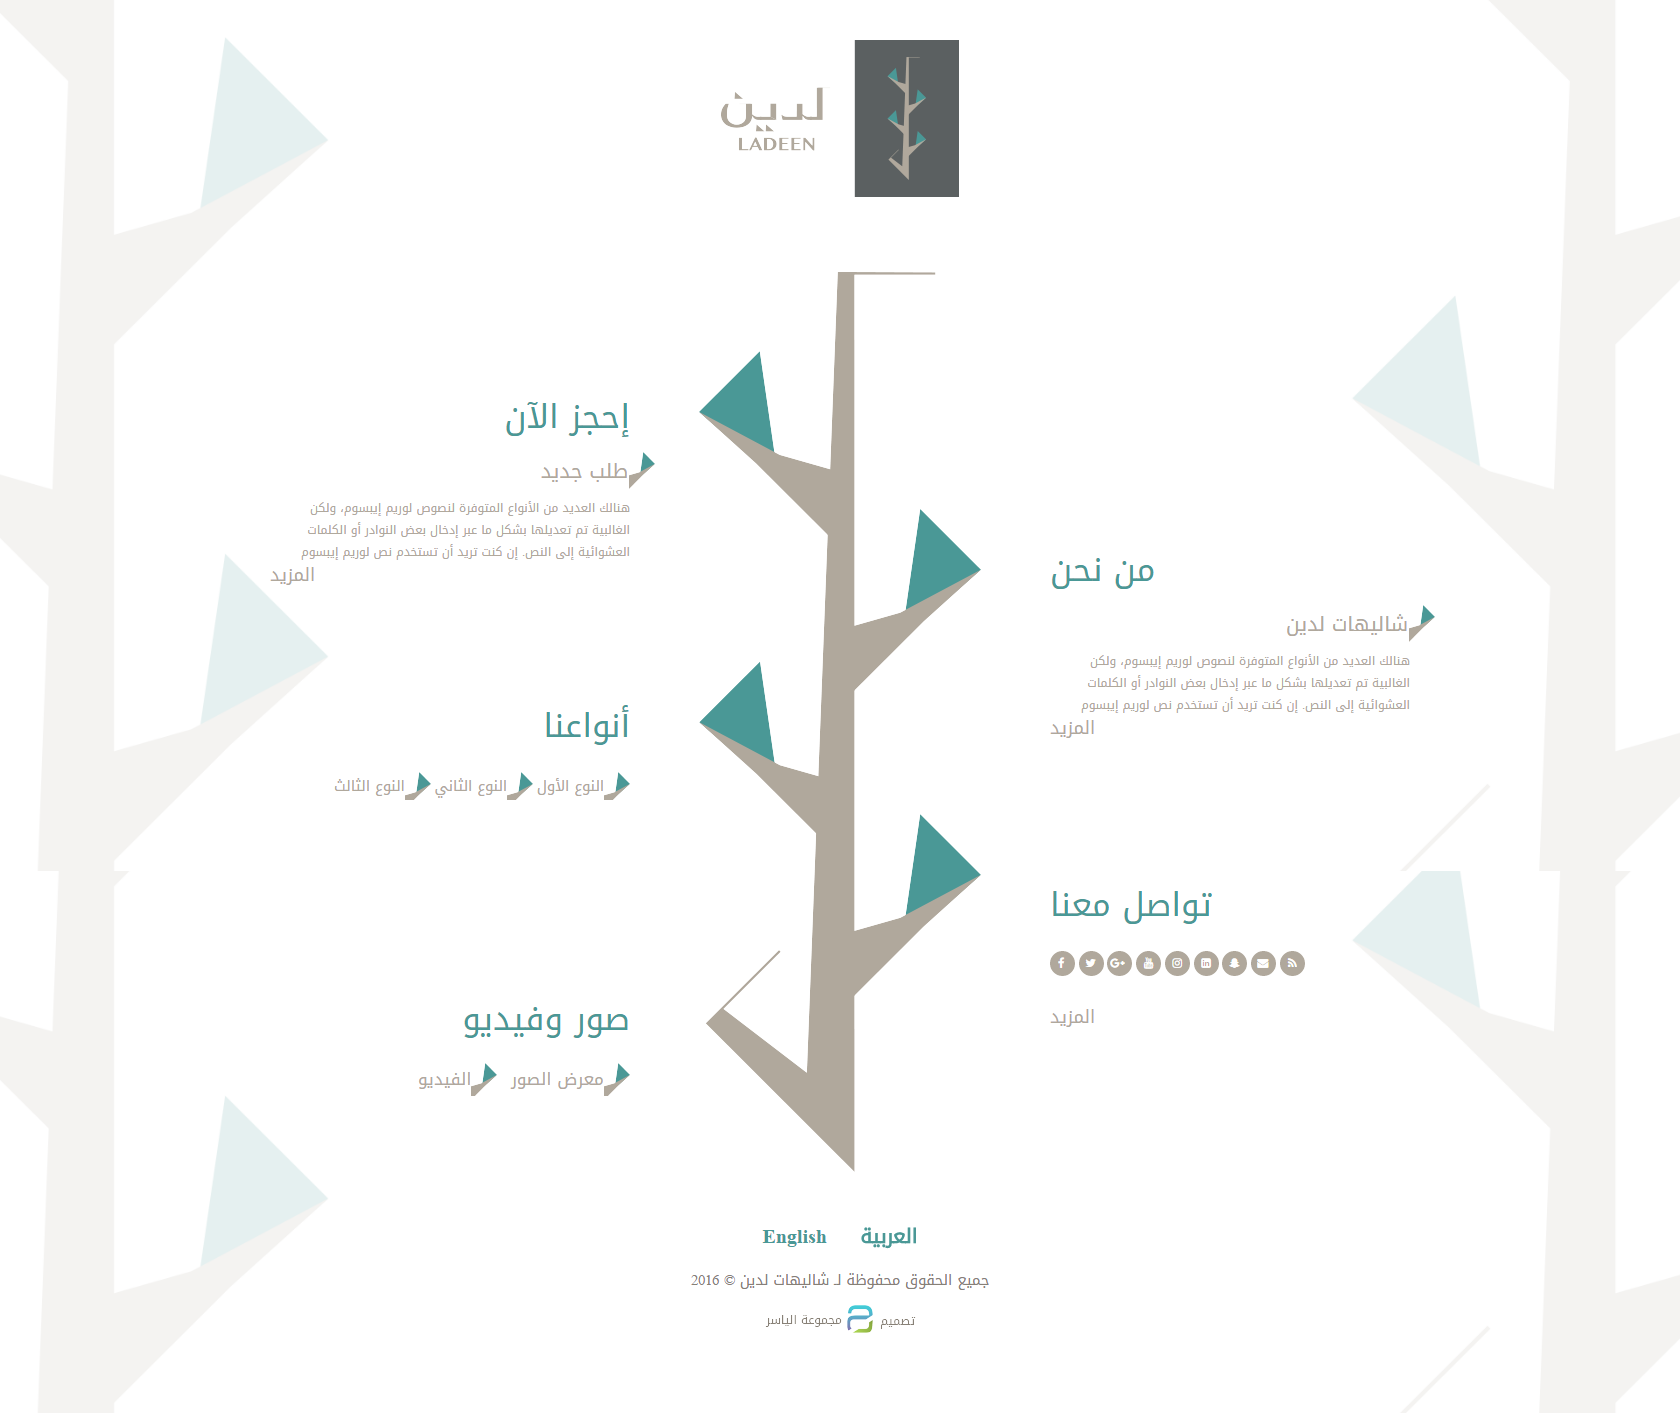 لدين
LADEEN
إحجز الآن
طلب جديد
هنالك العديد من الأنواع المتوفرة لنصوص لوريم إيبسوم، ولكن
الغالبية تم تعديلها بشكل ما عبر إدخال بعض النوادر أو الكلمات
العشوائية إلى النص. إن كنت تريد أن تستخدم نص لوريم إيبسوم
المزيد
من نحن
شاليهات لدين
هنالك العديد من الأنواع المتوفرة لنصوص لوريم إيبسوم، ولكن
الغالبية تم تعديلها بشكل ما عبر إدخال بعض النوادر أو الكلمات
العشوائية إلى النص. إن كنت تريد أن تستخدم نص لوريم إيبسوم
المزيد
أنواعنا
النوع الأول النوع الثاني النوع الثالث
تواصل معنا
المزيد
صور وفيديو
معرض الصور الفيديو
العربية English
جميع الحقوق محفوظة لـ شاليهات لدين © 2016
تصميم مجموعة الياسر